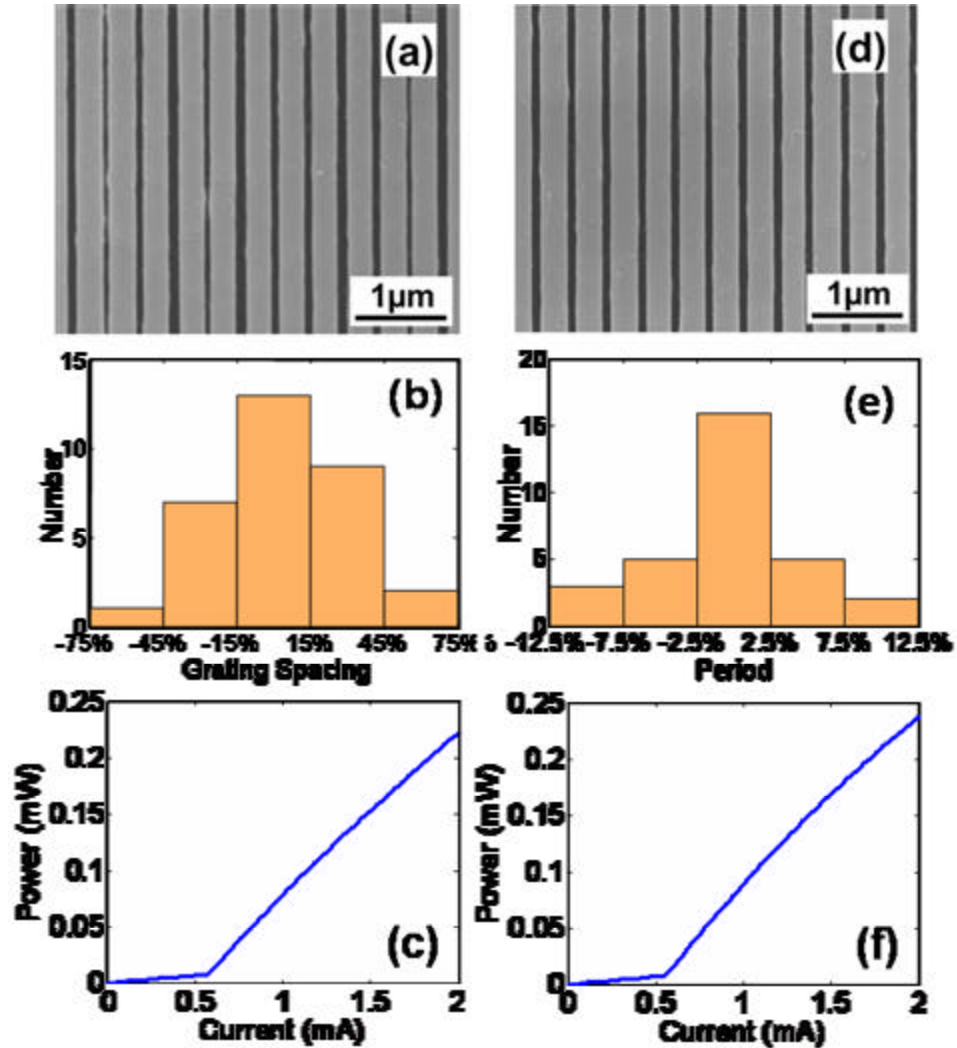 (a)
1μm
(d)
1μm
15
10
5
0
Number
(b)
-75% -45% -15% 15% 45% 75%
Grating Spacing
20
15
10
5
0
Number
(e)
-12.5% -7.5% -2.5% 2.5% 7.5% 12.5%
Period
0.25
0.2
0.15
0.1
0.05
0
Power (mW)
(c)
0 0.5 1 1.5 2
Current (mA)
0.25
0.2
0.15
0.1
0.05
0
Power (mW)
(f)
0 0.5 1 1.5 2
Current (mA)